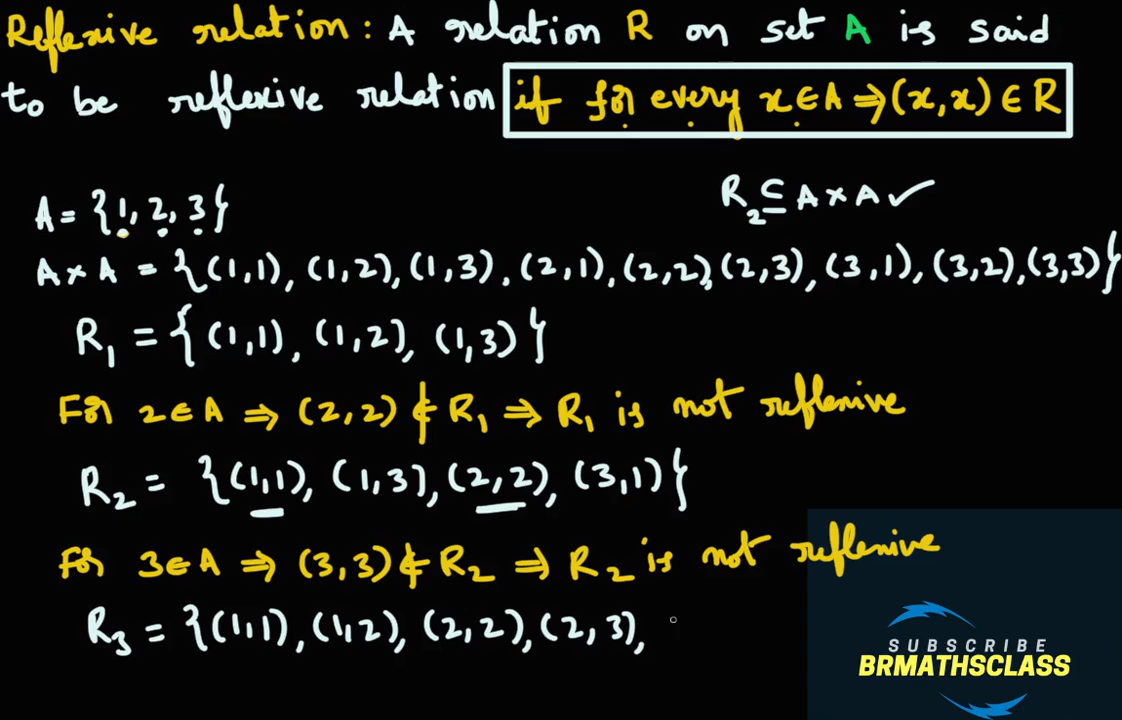 Reflexive relation : A relation R on set A is said
to be reflexive relation if for every x ∈ A ⇒ (x, x) ∈ R
R₂ ⊆ A × A ✓
A = {1, 2, 3}
A × A = {(1,1), (1,2), (1,3), (2,1), (2,2), (2,3), (3,1), (3,2), (3,3)}
R₁ = {(1,1), (1,2), (1,3)}
For 2 ∈ A ⇒ (2,2) ∉ R₁ ⇒ R₁ is not reflexive
R₂ = {(1,1), (1,3), (2,2), (3,1)}
For 3 ∈ A ⇒ (3,3) ∉ R₂ ⇒ R₂ is not reflexive
R₃ = {(1,1), (1,2), (2,2), (2,3),
SUBSCRIBE
BRMATHSCLASS